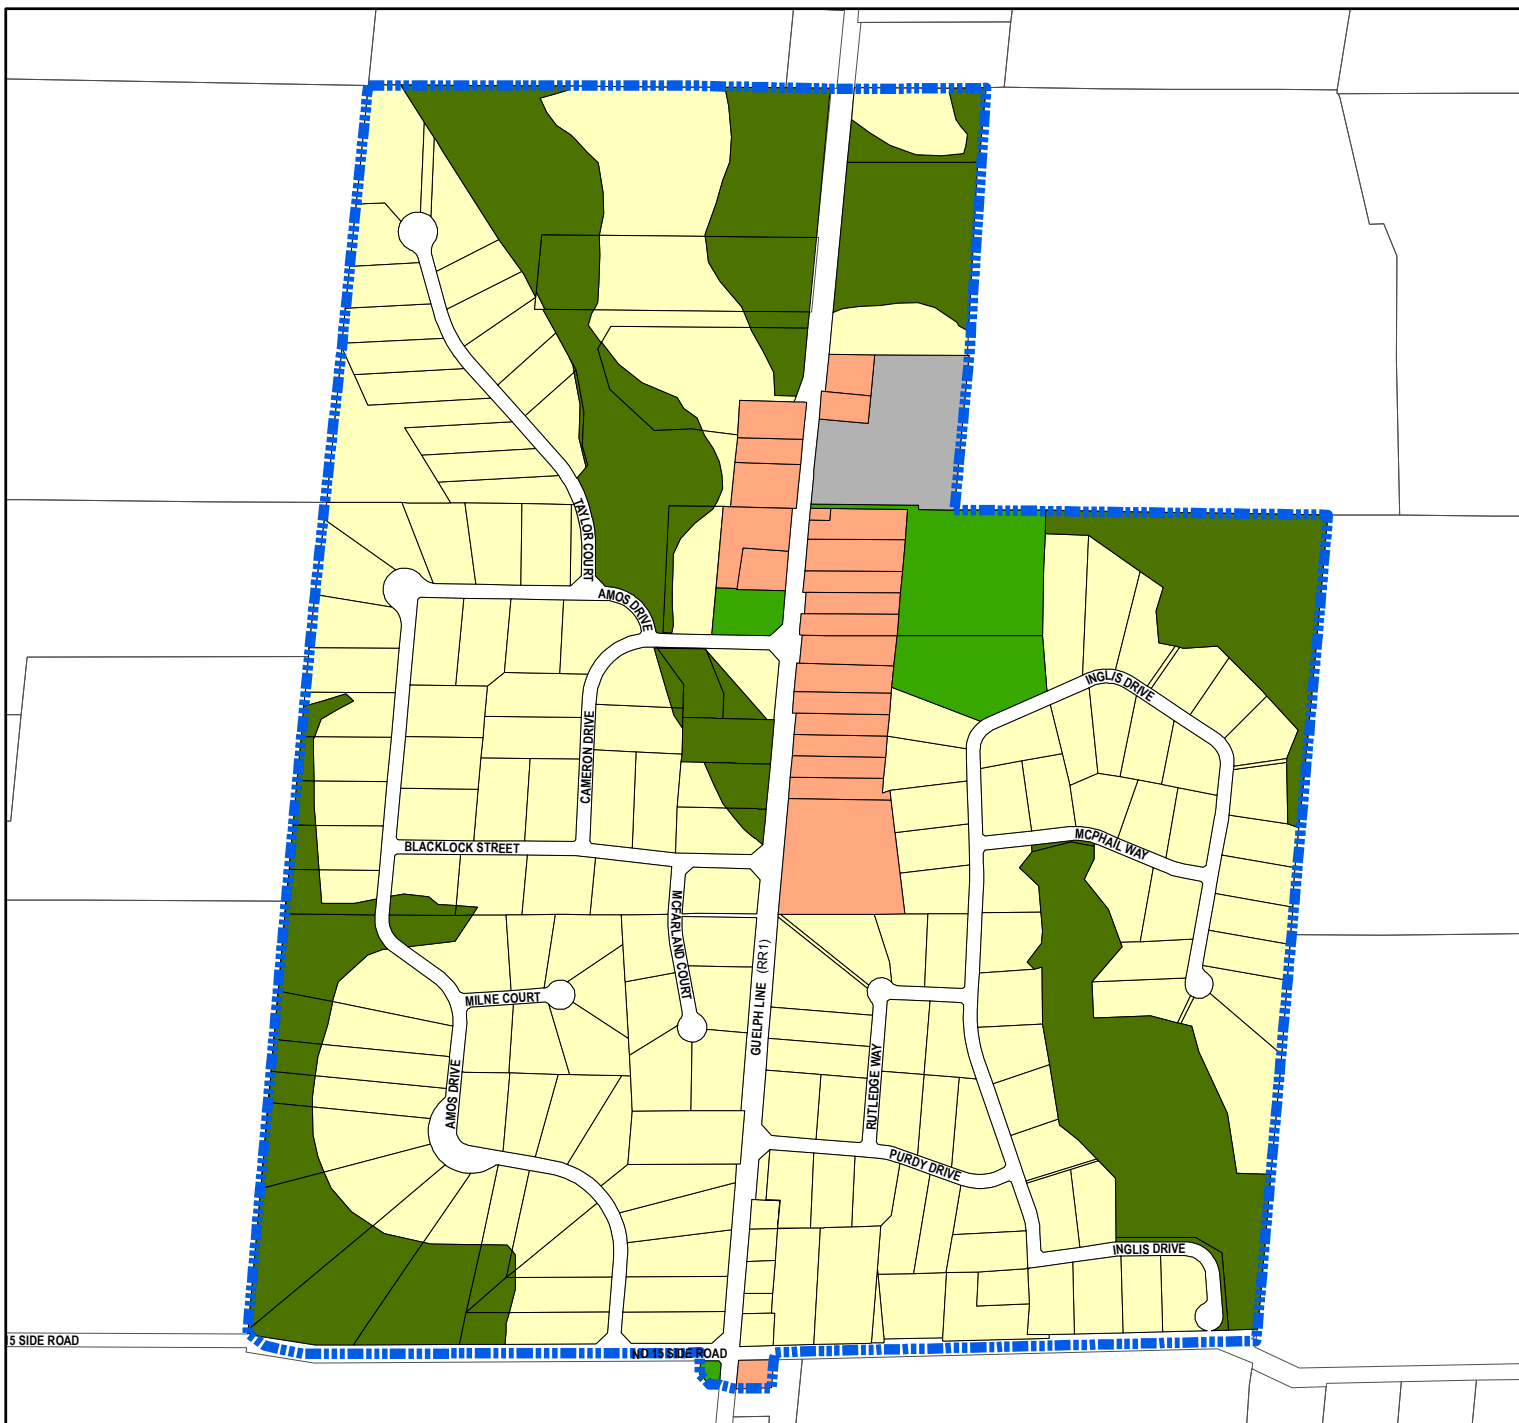 TAYLOR COURT
AMOS DRIVE
INGLIS DRIVE
CAMERON DRIVE
BLACKLOCK STREET
MCPHAIL WAY
MCFARLAND COURT
GUELPH LINE (RR1)
MILNE COURT
AMOS DRIVE
RUTLEDGE WAY
PURDY DRIVE
INGLIS DRIVE
5 SIDE ROAD
NO 15 SIDE ROAD